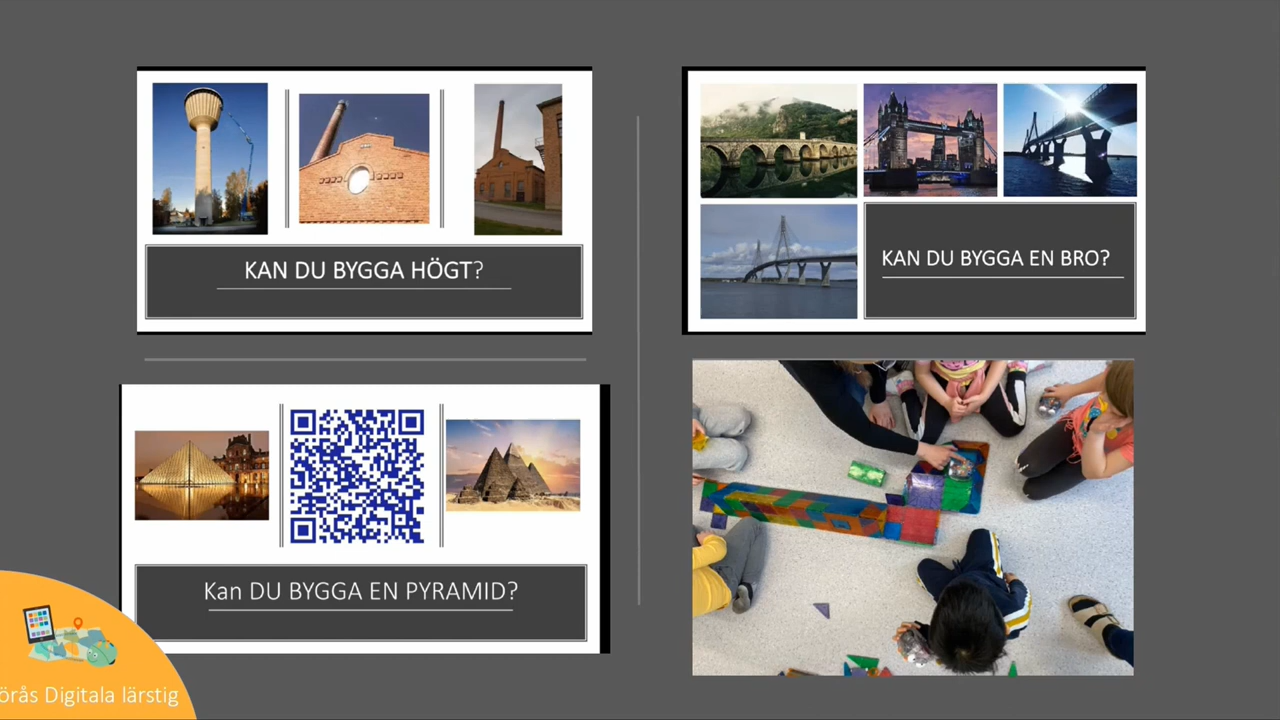 KAN DU BYGGA HÖGT?
KAN DU BYGGA EN BRO?
Kan DU BYGGA EN PYRAMID?
örås Digitala lärstig